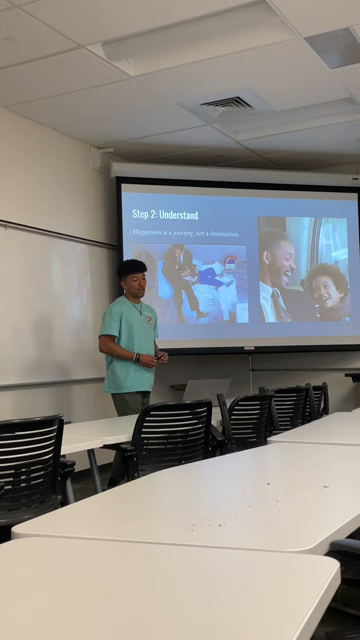 Step 2: Understand
Happiness is a journey, not a destination.